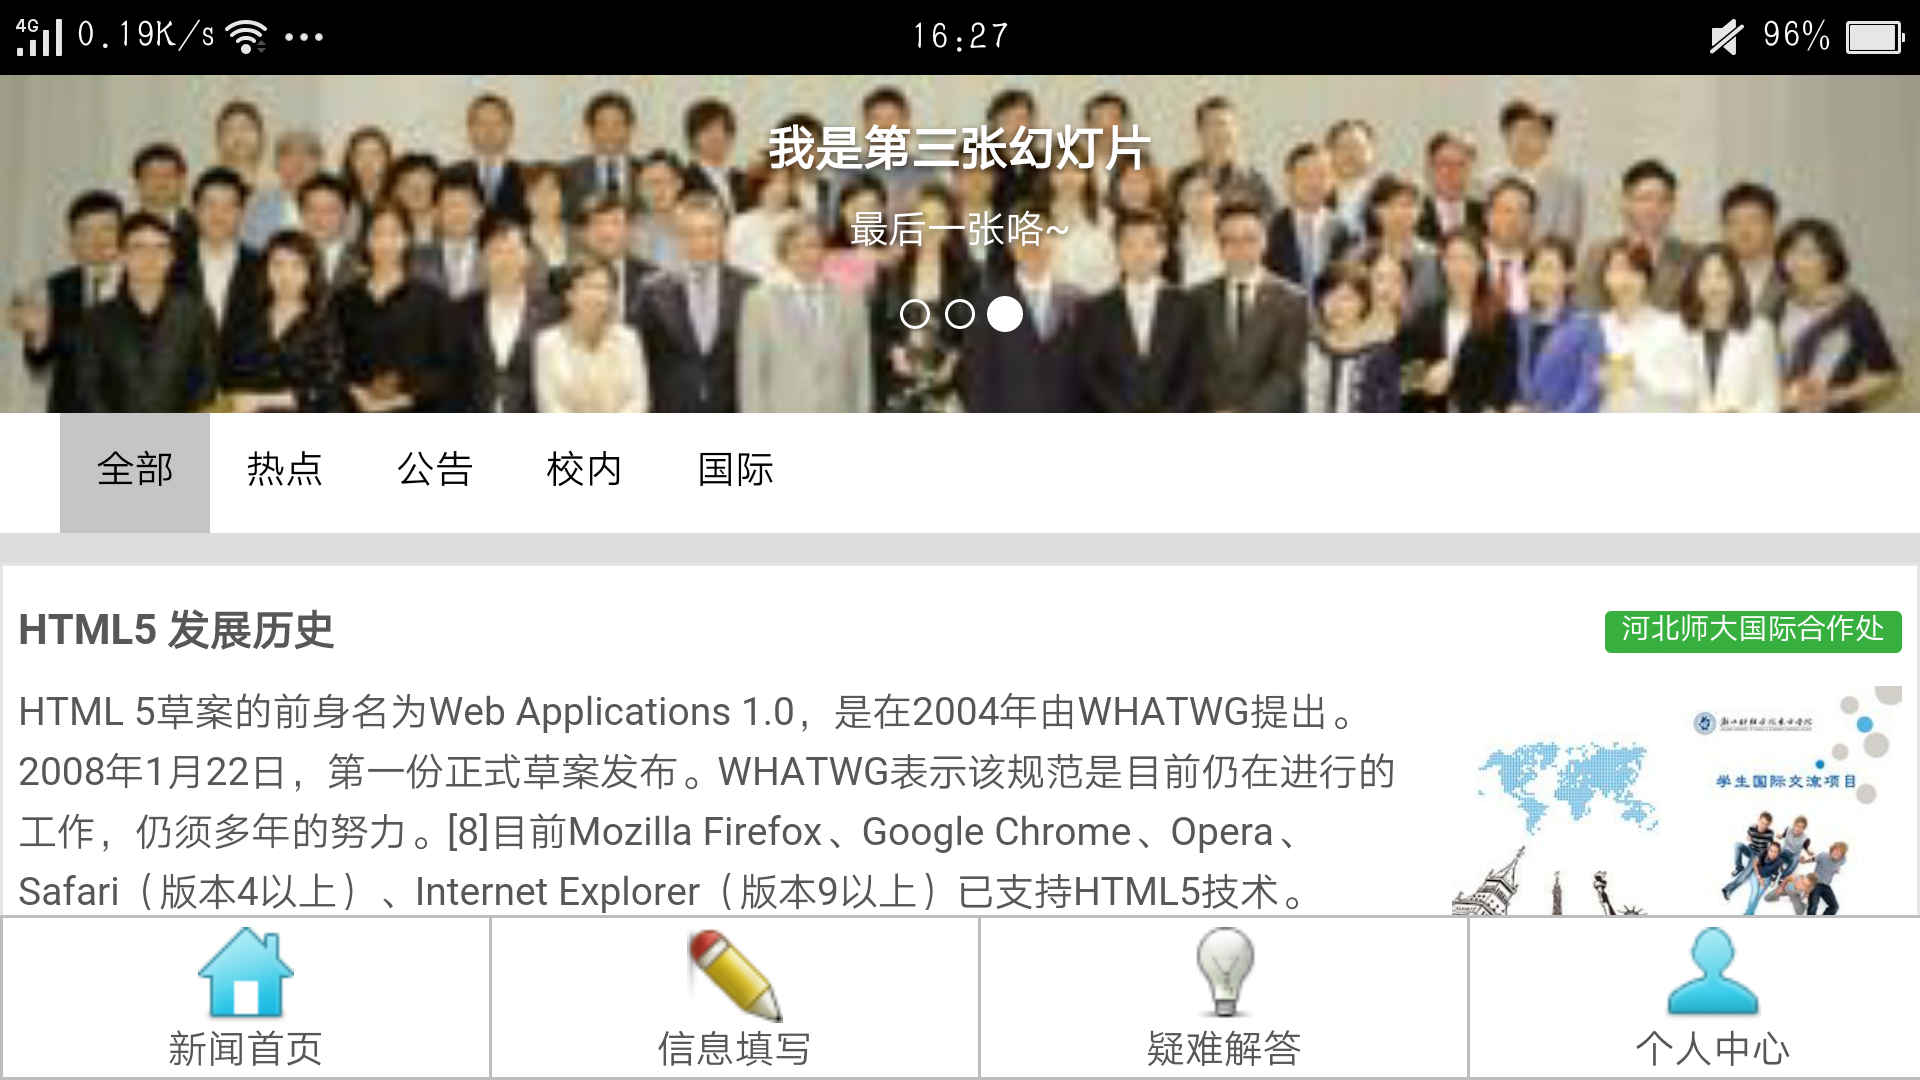 4G 0.19K/s 16:27 96%
我是第三张幻灯片
最后一张咯~
全部 热点 公告 校内 国际
HTML5 发展历史
河北师大国际合作处
HTML 5草案的前身名为Web Applications 1.0，是在2004年由WHATWG提出。
2008年1月22日，第一份正式草案发布。WHATWG表示该规范是目前仍在进行的
工作，仍须多年的努力。[8]目前Mozilla Firefox、Google Chrome、Opera、
Safari（版本4以上）、Internet Explorer（版本9以上）已支持HTML5技术。
学生国际交流项目
新闻首页 信息填写 疑难解答 个人中心